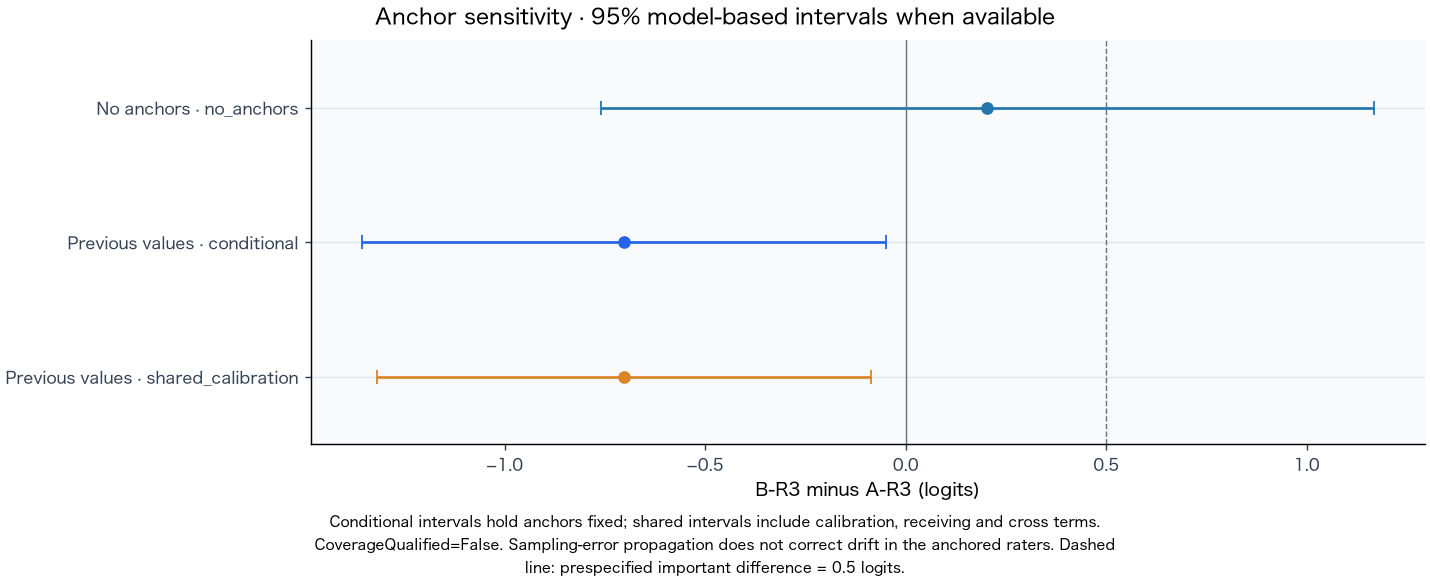 Anchor sensitivity · 95% model-based intervals when available
No anchors · no_anchors
Previous values · conditional
Previous values · shared_calibration
−1.0
−0.5
0.0
0.5
1.0
B-R3 minus A-R3 (logits)
Conditional intervals hold anchors fixed; shared intervals include calibration, receiving and cross terms.
CoverageQualified=False. Sampling-error propagation does not correct drift in the anchored raters. Dashed
line: prespecified important difference = 0.5 logits.